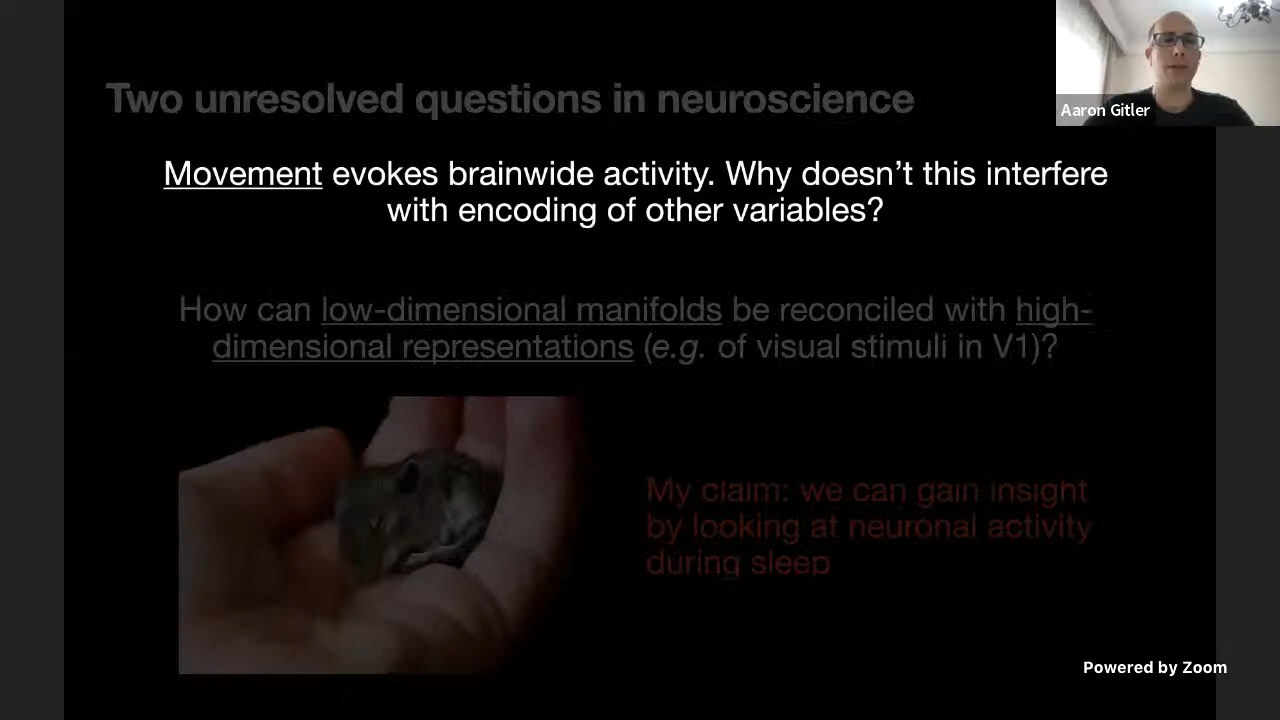 Two unresolved questions in neuroscience
Aaron Gitler
Movement evokes brainwide activity. Why doesn’t this interfere
with encoding of other variables?
How can low-dimensional manifolds be reconciled with high-
dimensional representations (e.g. of visual stimuli in V1)?
My claim: we can gain insight
by looking at neuronal activity
during sleep
Powered by Zoom